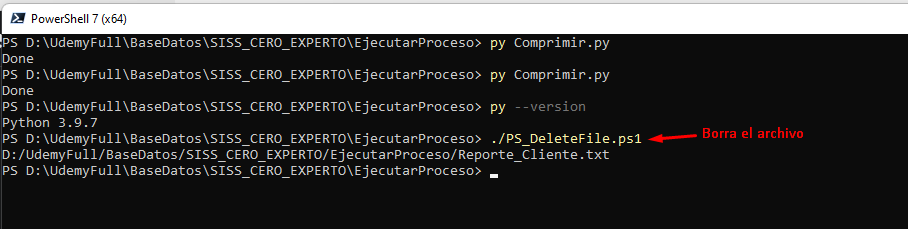 PowerShell 7 (x64)
PS D:\UdemyFull\BaseDatos\SISS_CERO_EXPERTO\EjecutarProceso> py Comprimir.py
Done
PS D:\UdemyFull\BaseDatos\SISS_CERO_EXPERTO\EjecutarProceso> py Comprimir.py
Done
PS D:\UdemyFull\BaseDatos\SISS_CERO_EXPERTO\EjecutarProceso> py --version
Python 3.9.7
PS D:\UdemyFull\BaseDatos\SISS_CERO_EXPERTO\EjecutarProceso> ./PS_DeleteFile.ps1 Borra el archivo
D:/UdemyFull/BaseDatos/SISS_CERO_EXPERTO/EjecutarProceso/Reporte_Cliente.txt
PS D:\UdemyFull\BaseDatos\SISS_CERO_EXPERTO\EjecutarProceso>